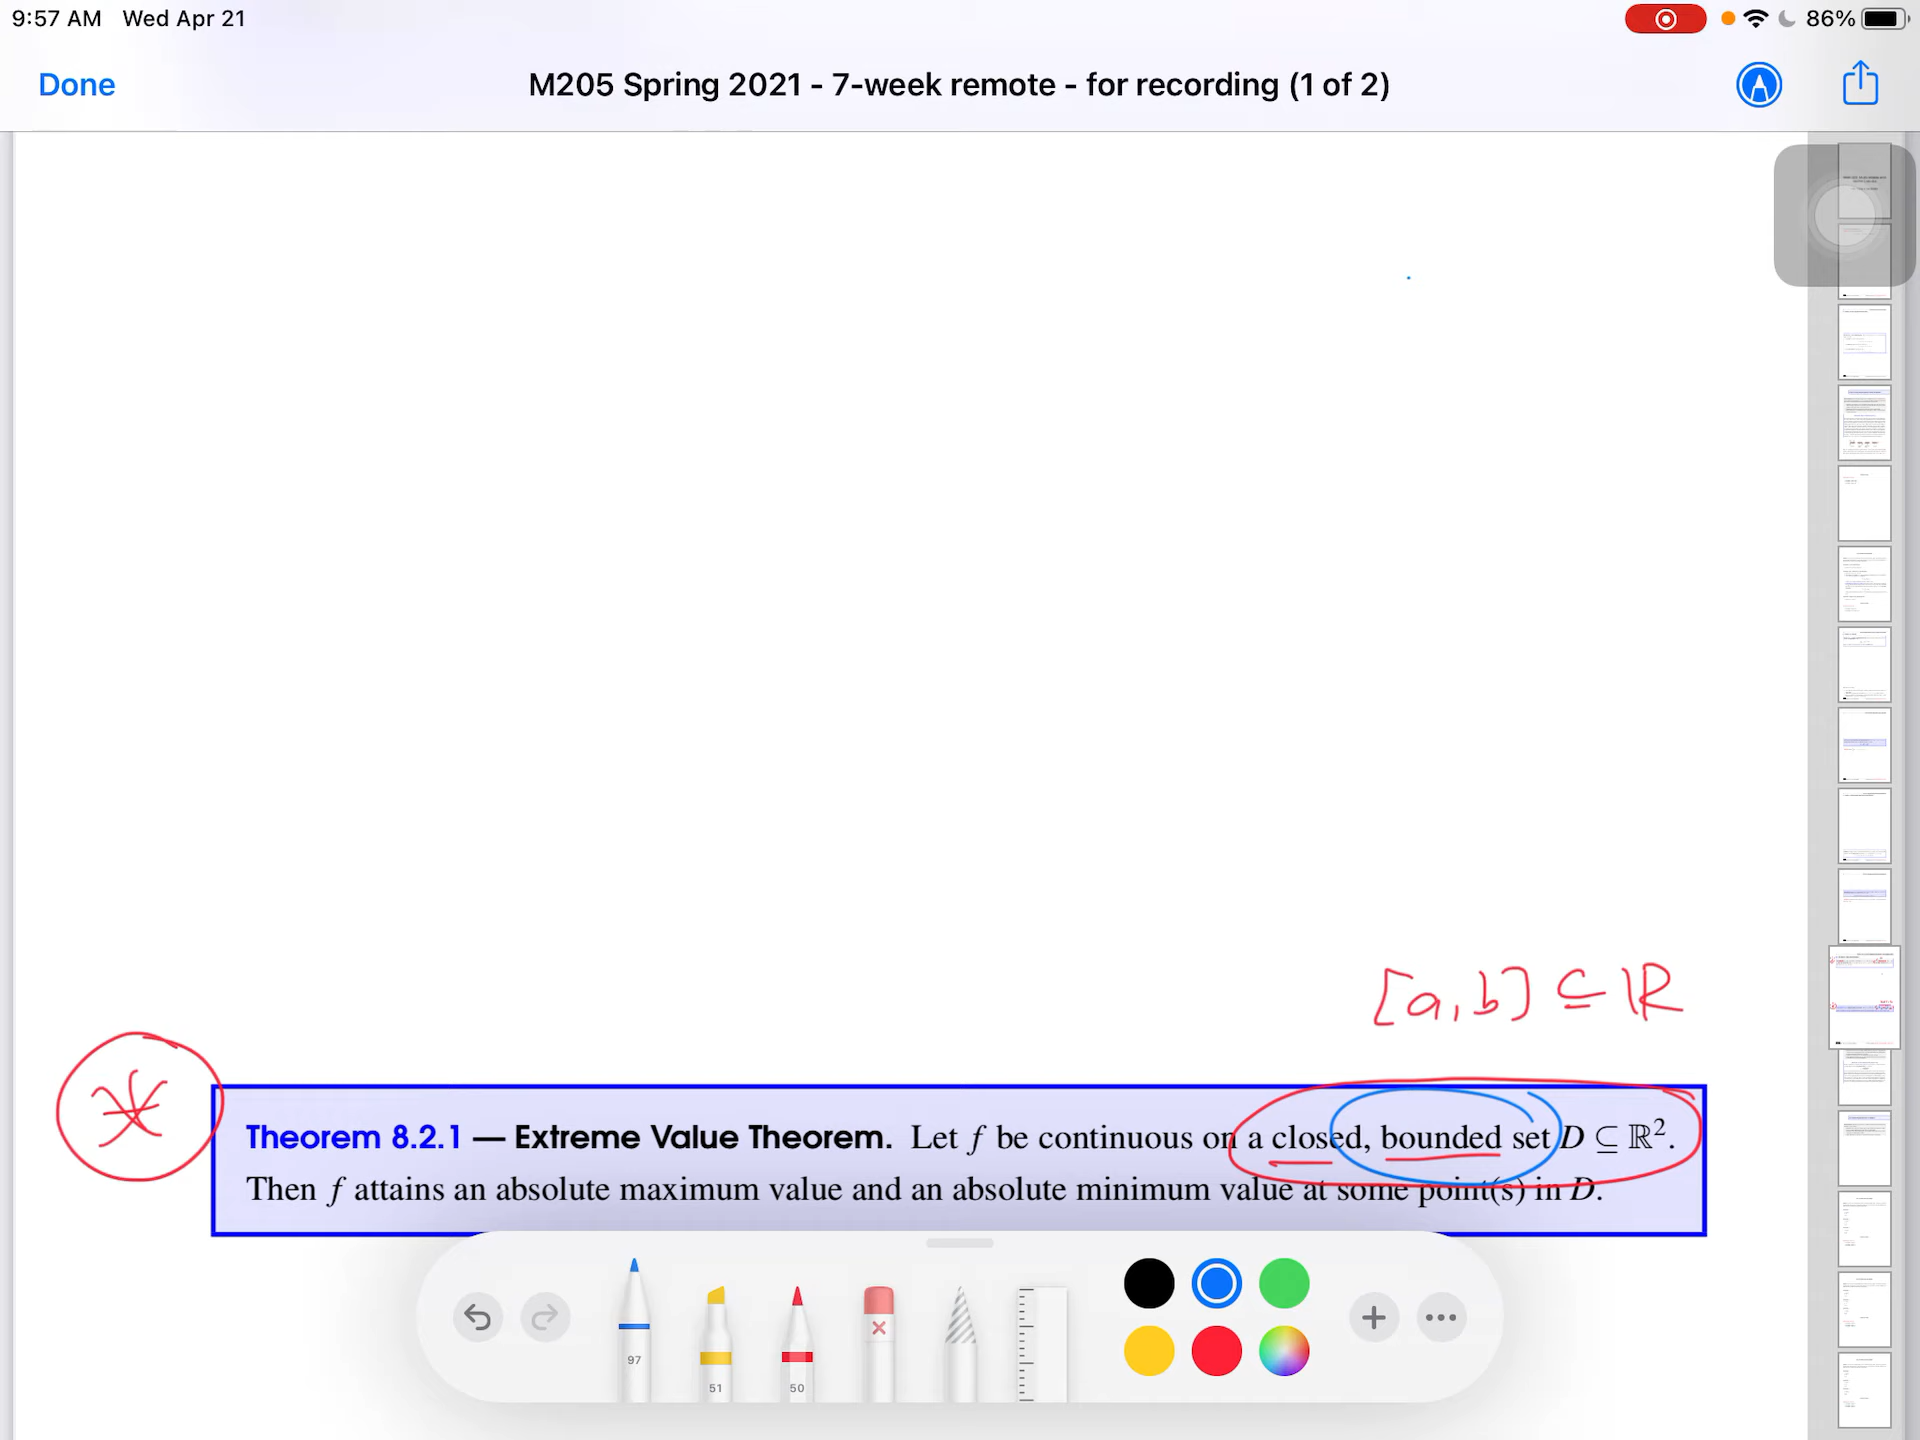 9:57 AM Wed Apr 21
86%
Done
M205 Spring 2021 - 7-week remote - for recording (1 of 2)
[a,b] ⊆ ℝ
Theorem 8.2.1 — Extreme Value Theorem. Let f be continuous on a closed, bounded set D ⊆ ℝ².
Then f attains an absolute maximum value and an absolute minimum value at some point(s) in D.
97
51
50